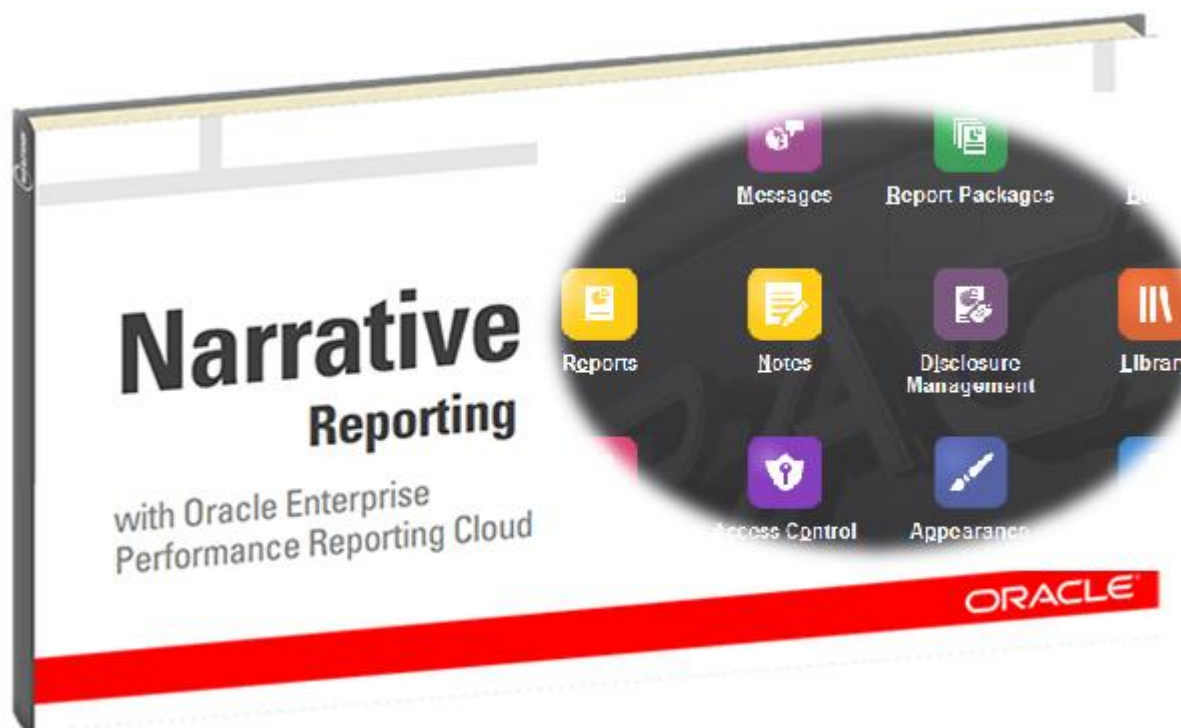 Narrative
Reporting
with Oracle Enterprise
Performance Reporting Cloud
Messages
Report Packages
Reports
Notes
Disclosure
Management
Librar
Access Control
Appearance
ORACLE